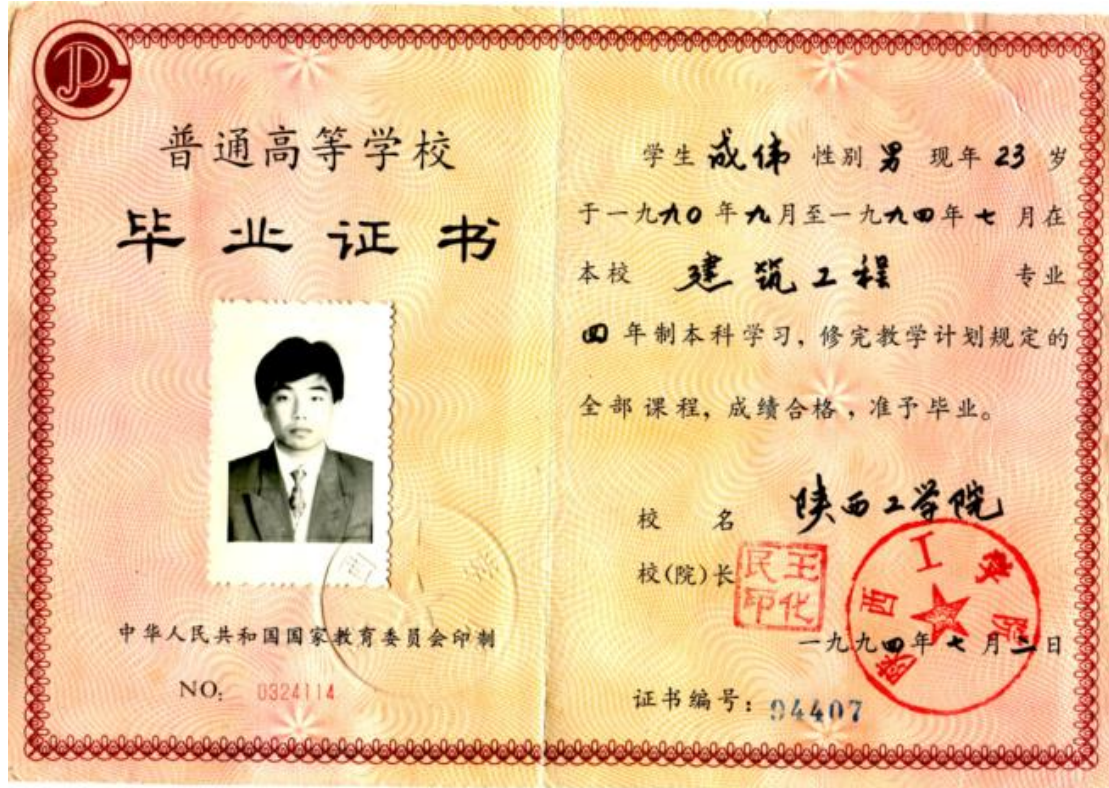 普通高等学校
毕业证书
中华人民共和国国家教育委员会印制
NO: 0324114
学生 成伟 性别 男 现年 23 岁
于一九九0年九月至一九九四年七月在
本校 建筑工程 专业
四年制本科学习，修完教学计划规定的
全部课程，成绩合格，准予毕业。
校 名 陕西工学院
校(院)长 王化民印
陕西工学院
一九九四年七月二日
证书编号：94407